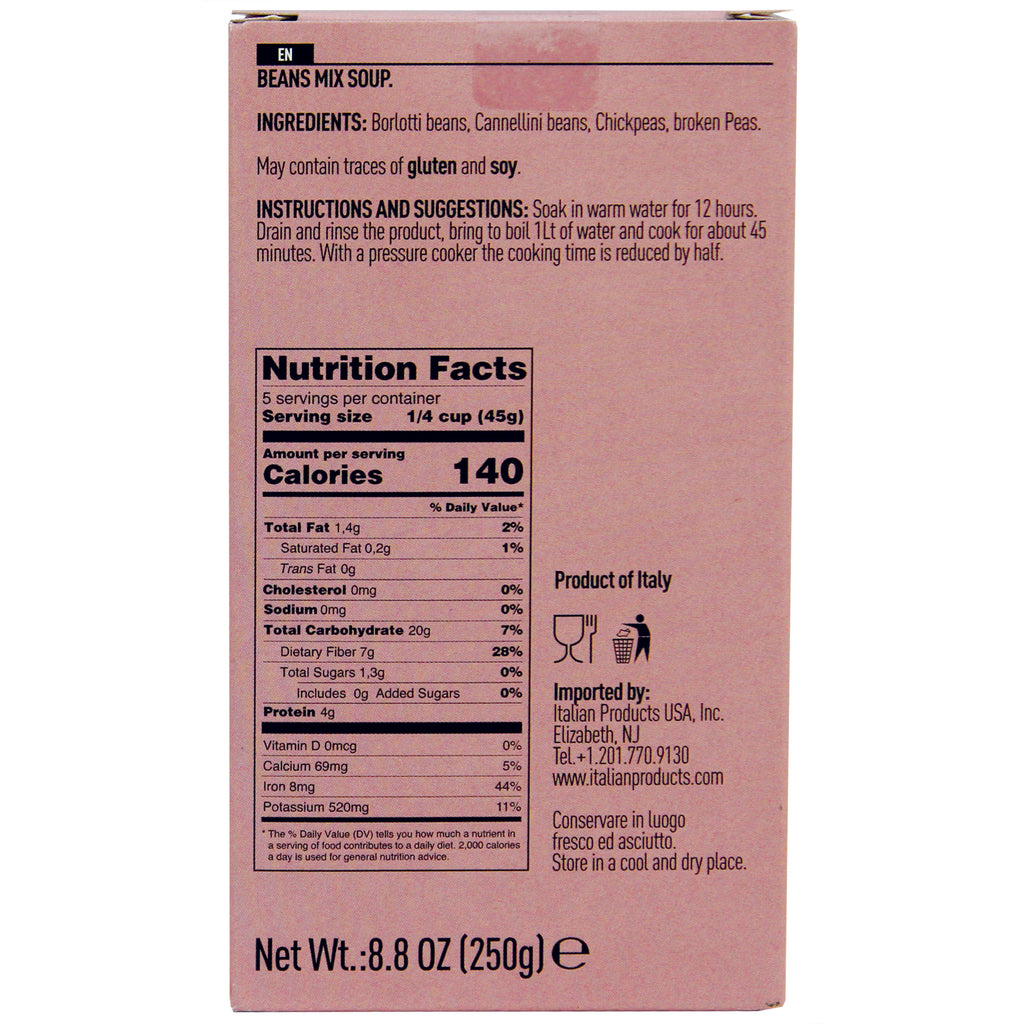 EN
BEANS MIX SOUP.
INGREDIENTS: Borlotti beans, Cannellini beans, Chickpeas, broken Peas.
May contain traces of gluten and soy.
INSTRUCTIONS AND SUGGESTIONS: Soak in warm water for 12 hours.
Drain and rinse the product, bring to boil 1Lt of water and cook for about 45
minutes. With a pressure cooker the cooking time is reduced by half.
Nutrition Facts
5 servings per container
Serving size 1/4 cup (45g)
Amount per serving
Calories 140
% Daily Value*
Total Fat 1,4g 2%
Saturated Fat 0,2g 1%
Trans Fat 0g
Cholesterol 0mg 0%
Sodium 0mg 0%
Total Carbohydrate 20g 7%
Dietary Fiber 7g 28%
Total Sugars 1,3g 0%
Includes 0g Added Sugars 0%
Protein 4g
Vitamin D 0mcg 0%
Calcium 69mg 5%
Iron 8mg 44%
Potassium 520mg 11%
* The % Daily Value (DV) tells you how much a nutrient in
a serving of food contributes to a daily diet. 2,000 calories
a day is used for general nutrition advice.
Product of Italy
Imported by:
Italian Products USA, Inc.
Elizabeth, NJ
Tel.+1.201.770.9130
www.italianproducts.com
Conservare in luogo
fresco ed asciutto.
Store in a cool and dry place.
Net Wt.:8.8 OZ (250g) ℮